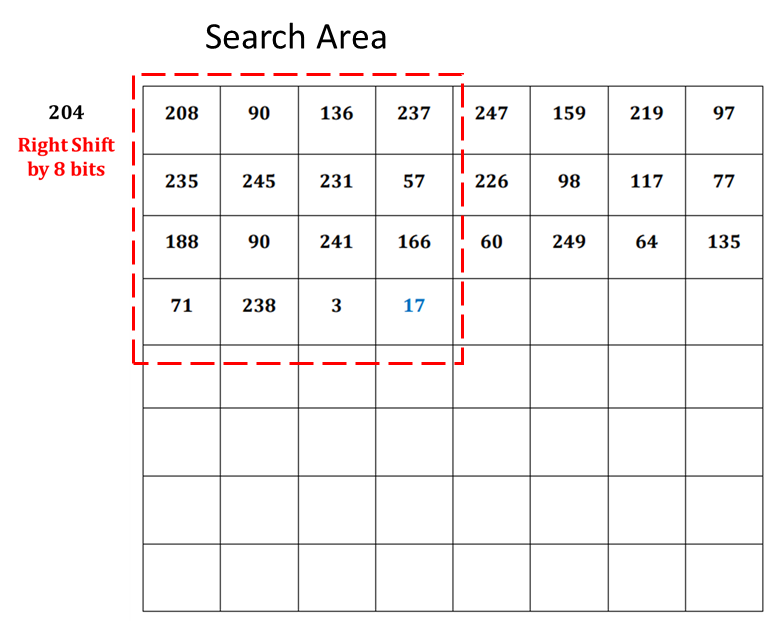 Search Area
204
Right Shift
by 8 bits
208 90 136 237 247 159 219 97
235 245 231 57 226 98 117 77
188 90 241 166 60 249 64 135
71 238 3 17